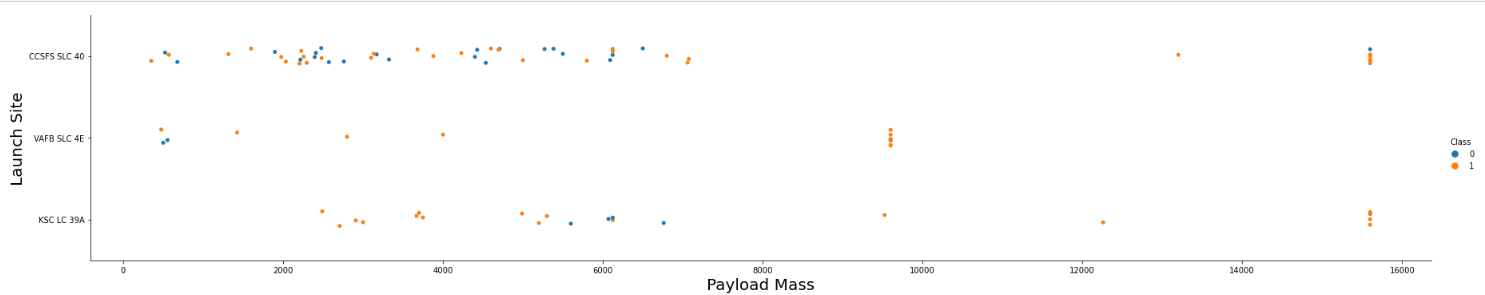 CCSFS SLC 40
VAFB SLC 4E
KSC LC 39A
Launch Site
0 2000 4000 6000 8000 10000 12000 14000 16000
Payload Mass
Class
0
1